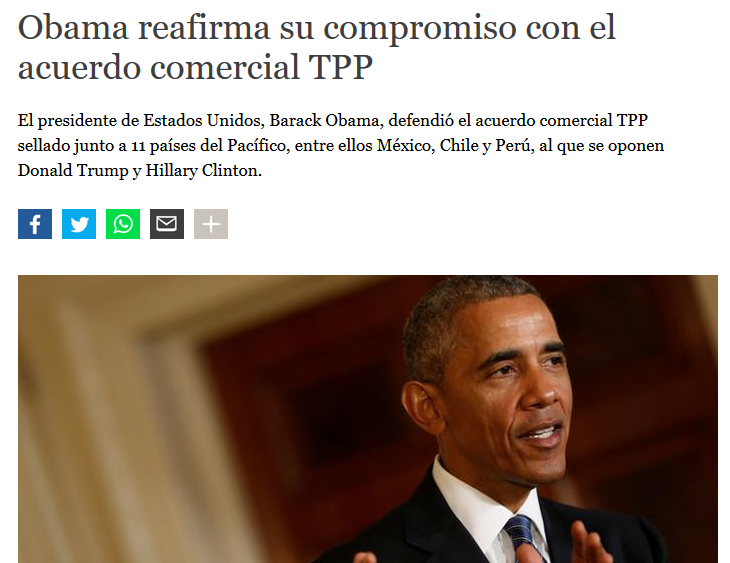 Obama reafirma su compromiso con el
acuerdo comercial TPP
El presidente de Estados Unidos, Barack Obama, defendió el acuerdo comercial TPP
sellado junto a 11 países del Pacífico, entre ellos México, Chile y Perú, al que se oponen
Donald Trump y Hillary Clinton.